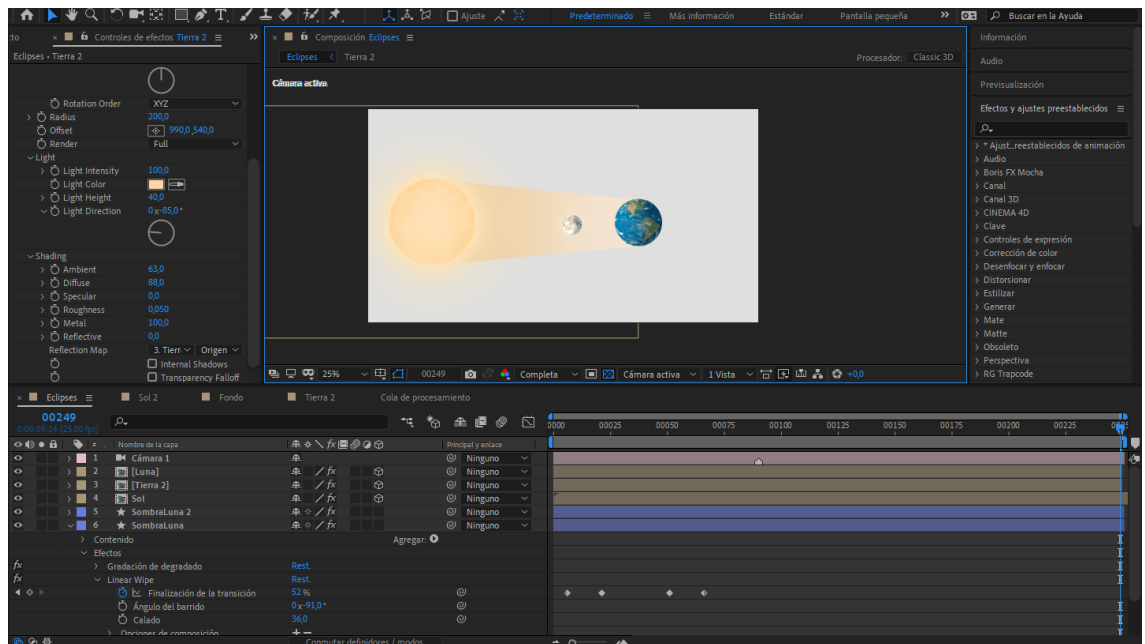 Ajuste
Predeterminado
Más información
Estándar
Pantalla pequeña
Buscar en la Ayuda
to
Controles de efectos Tierra 2
Composición Eclipses
Información
Eclipses • Tierra 2
Eclipses
Tierra 2
Procesador: Classic 3D
Audio
Cámara activa
Previsualización
Rotation Order XYZ
Radius 200,0
Offset 990,0,540,0
Render Full
Light
Light Intensity 100,0
Light Color
Light Height 40,0
Light Direction 0x-85,0°
Shading
Ambient 63,0
Diffuse 88,0
Specular 0,0
Roughness 0,050
Metal 100,0
Reflective 0,0
Reflection Map 3. Tierr Origen
Internal Shadows
Transparency Falloff
Efectos y ajustes preestablecidos
* Ajust_reestablecidos de animación
Audio
Boris FX Mocha
Canal
Canal 3D
CINEMA 4D
Clave
Controles de expresión
Corrección de color
Desenfocar y enfocar
Distorsionar
Estilizar
Generar
Mate
Matte
Obsoleto
Perspectiva
RG Trapcode
25%
00249
Completa
Cámara activa
1 Vista
+0,0
Eclipses
Sol 2
Fondo
Tierra 2
Cola de procesamiento
00249
0:00:09:24 (25.00 fps)
0000 00025 00050 00075 00100 00125 00150 00175 00200 00225
# Nombre de la capa Principal y enlace
1 Cámara 1 Ninguno
2 [Luna] Ninguno
3 [Tierra 2] Ninguno
4 Sol Ninguno
5 SombraLuna 2 Ninguno
6 SombraLuna Ninguno
Contenido Agregar:
Efectos
fx Gradación de degradado Rest.
fx Linear Wipe Rest.
Finalización de la transición 52 %
Ángulo del barrido 0x-91,0°
Calado 36,0
Opciones de composición + –
Conmutar definidores / modos